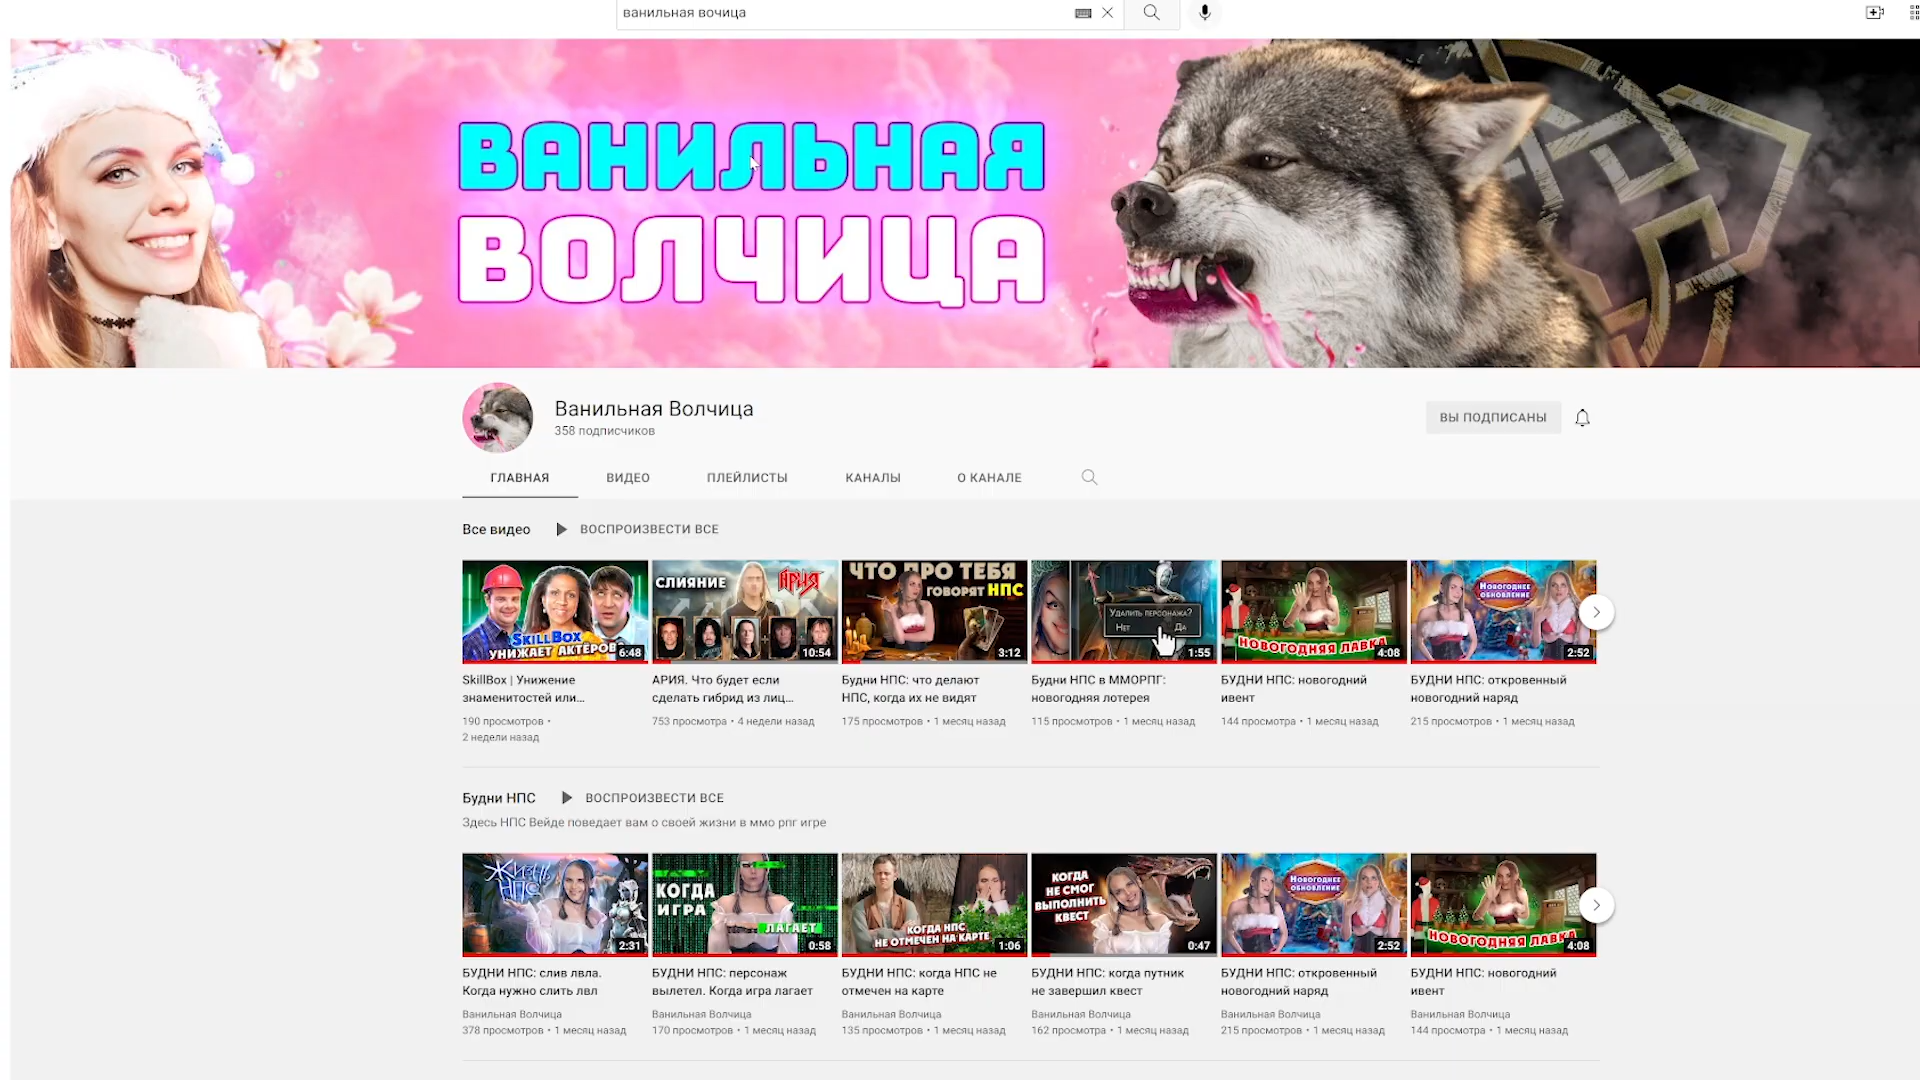 ванильная вочица
ВАНИЛЬНАЯ
ВОЛЧИЦА
Ванильная Волчица
358 подписчиков
ВЫ ПОДПИСАНЫ
ГЛАВНАЯ
ВИДЕО
ПЛЕЙЛИСТЫ
КАНАЛЫ
О КАНАЛЕ
Все видео
ВОСПРОИЗВЕСТИ ВСЕ
SKILLBOX
УНИЖАЕТ АКТЕРОВ
6:48
СЛИЯНИЕ
АРИЯ
10:54
ЧТО ПРО ТЕБЯ
ГОВОРЯТ НПС
3:12
УДАЛИТЬ ПЕРСОНАЖА?
НЕТ ДА
1:55
НОВОГОДНЯЯ ЛАВКА
4:08
НОВОГОДНЕЕ
ОБНОВЛЕНИЕ
2:52
SkillBox | Унижение
знаменитостей или...
190 просмотров •
2 недели назад
АРИЯ. Что будет если
сделать гибрид из лиц...
753 просмотра • 4 недели назад
Будни НПС: что делают
НПС, когда их не видят
175 просмотров • 1 месяц назад
Будни НПС в ММОРПГ:
новогодняя лотерея
115 просмотров • 1 месяц назад
БУДНИ НПС: новогодний
ивент
144 просмотра • 1 месяц назад
БУДНИ НПС: откровенный
новогодний наряд
215 просмотров • 1 месяц назад
Будни НПС
ВОСПРОИЗВЕСТИ ВСЕ
Здесь НПС Вейде поведает вам о своей жизни в ммо рпг игре
ЖИЗНЬ
НПС
2:31
КОГДА
ИГРА
ЛАГАЕТ
0:58
КОГДА НПС
НЕ ОТМЕЧЕН НА КАРТЕ
1:06
КОГДА
НЕ СМОГ
ВЫПОЛНИТЬ
КВЕСТ
0:47
НОВОГОДНЕЕ
ОБНОВЛЕНИЕ
2:52
НОВОГОДНЯЯ ЛАВКА
4:08
БУДНИ НПС: слив лвла.
Когда нужно слить лвл
Ванильная Волчица
378 просмотров • 1 месяц назад
БУДНИ НПС: персонаж
вылетел. Когда игра лагает
Ванильная Волчица
170 просмотров • 1 месяц назад
БУДНИ НПС: когда НПС не
отмечен на карте
Ванильная Волчица
135 просмотров • 1 месяц назад
БУДНИ НПС: когда путник
не завершил квест
Ванильная Волчица
162 просмотра • 1 месяц назад
БУДНИ НПС: откровенный
новогодний наряд
Ванильная Волчица
215 просмотров • 1 месяц назад
БУДНИ НПС: новогодний
ивент
Ванильная Волчица
144 просмотра • 1 месяц назад